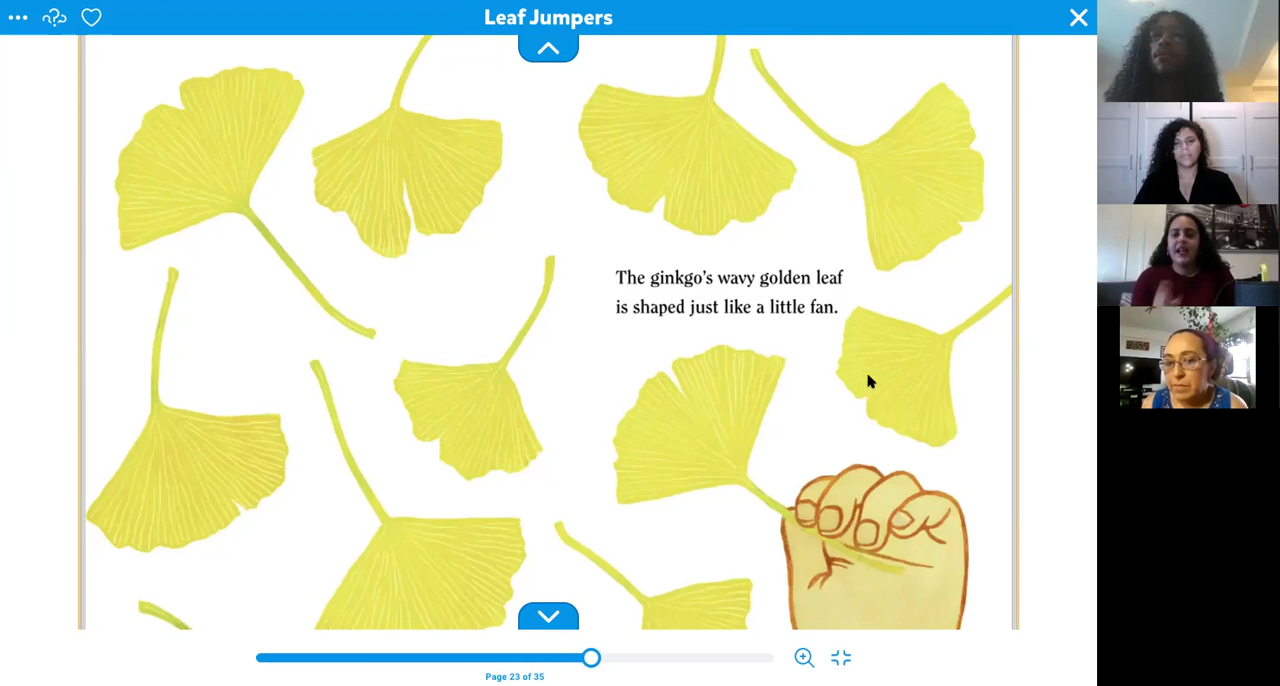 Leaf Jumpers
The ginkgo's wavy golden leaf
is shaped just like a little fan.
Page 23 of 35